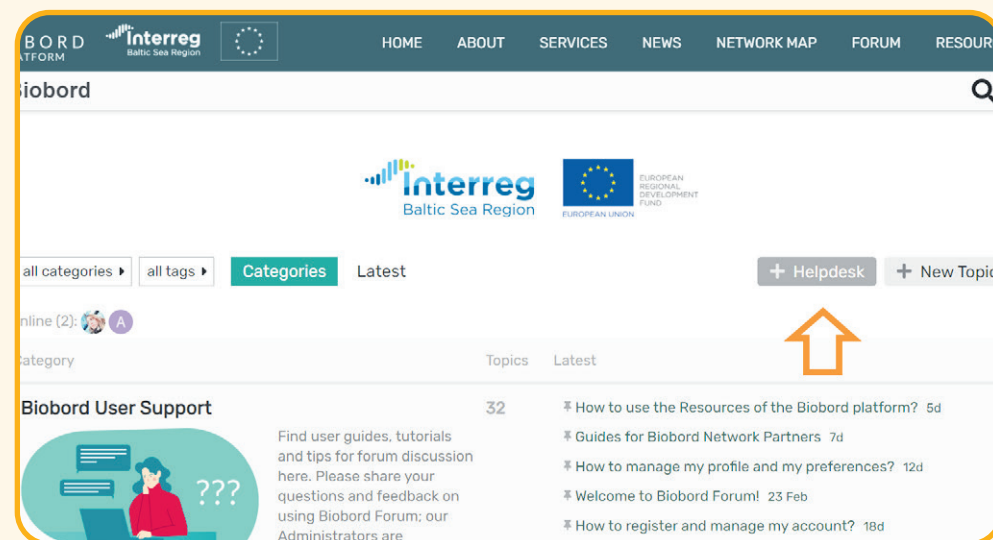 BORD
ATFORM
Interreg
Baltic Sea Region
HOME ABOUT SERVICES NEWS NETWORK MAP FORUM RESOUR
Biobord
Interreg
Baltic Sea Region
EUROPEAN UNION
EUROPEAN
REGIONAL
DEVELOPMENT
FUND
all categories all tags Categories Latest + Helpdesk + New Topic
nline (2): A
Category Topics Latest
Biobord User Support 32
Find user guides, tutorials
and tips for forum discussion
here. Please share your
questions and feedback on
using Biobord Forum; our
Administrators are
???
How to use the Resources of the Biobord platform? 5d
Guides for Biobord Network Partners 7d
How to manage my profile and my preferences? 12d
Welcome to Biobord Forum! 23 Feb
How to register and manage my account? 18d